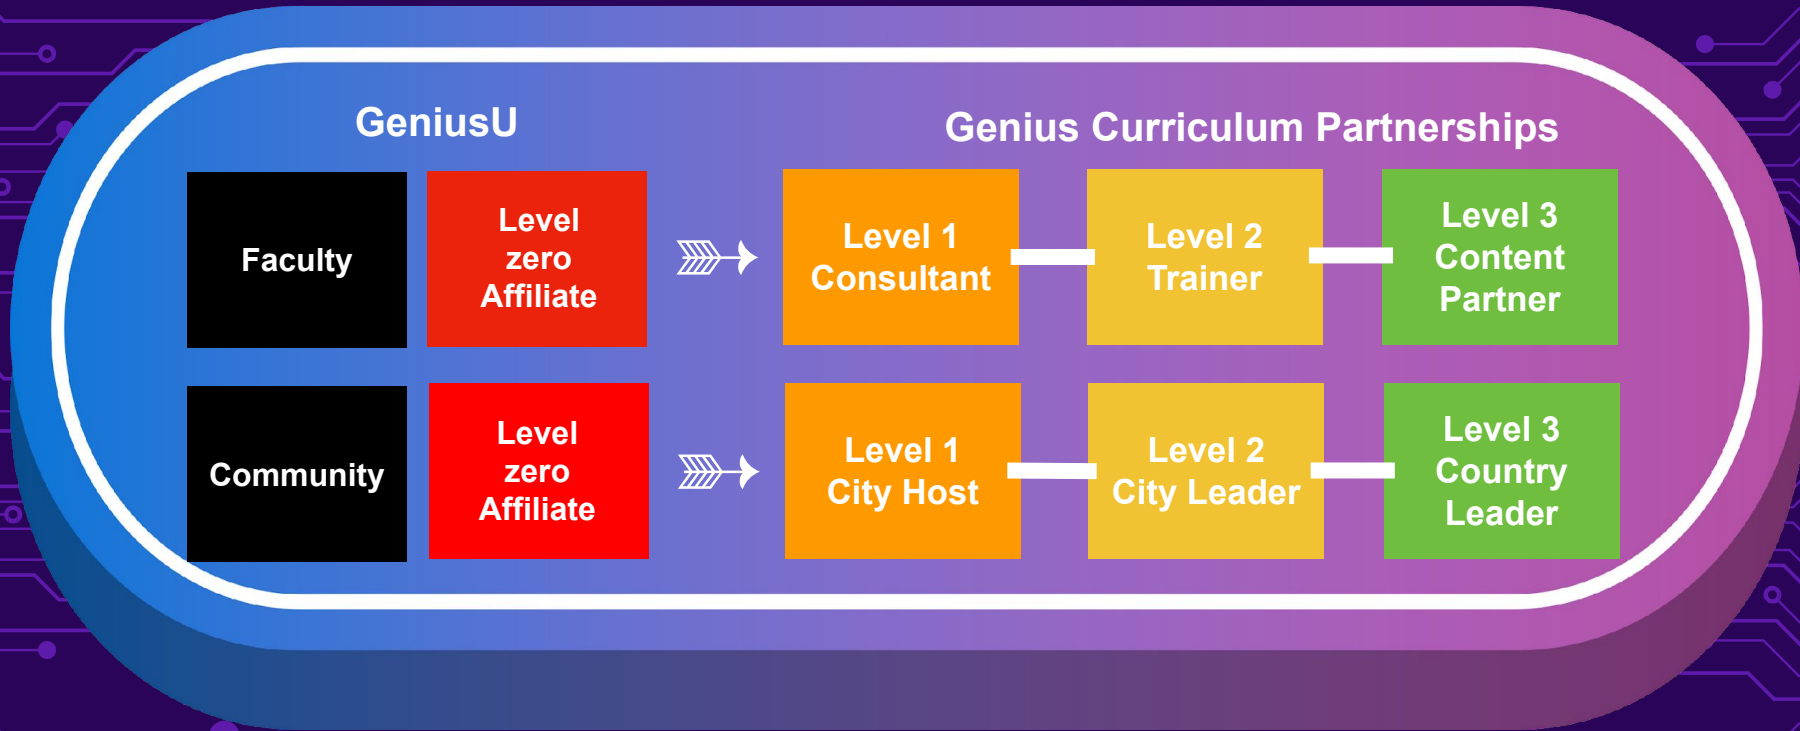 GeniusU
Genius Curriculum Partnerships
Faculty
Level
zero
Affiliate
Level 1
Consultant
Level 2
Trainer
Level 3
Content
Partner
Community
Level
zero
Affiliate
Level 1
City Host
Level 2
City Leader
Level 3
Country
Leader